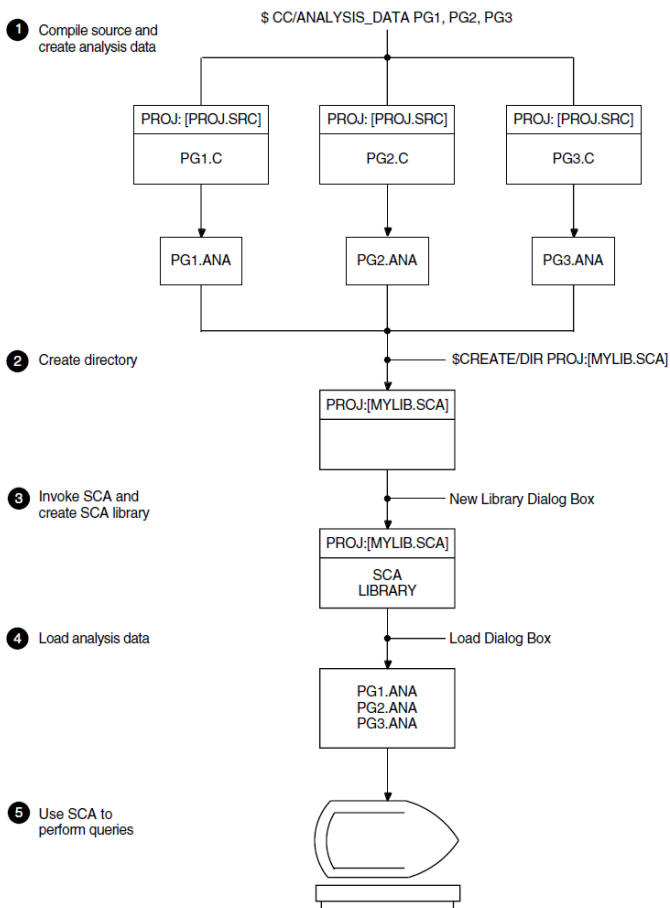 $ CC/ANALYSIS_DATA PG1, PG2, PG3
1 Compile source and
create analysis data
PROJ: [PROJ.SRC]
PG1.C
PROJ: [PROJ.SRC]
PG2.C
PROJ: [PROJ.SRC]
PG3.C
PG1.ANA
PG2.ANA
PG3.ANA
2 Create directory
$CREATE/DIR PROJ:[MYLIB.SCA]
PROJ:[MYLIB.SCA]
3 Invoke SCA and
create SCA library
New Library Dialog Box
PROJ:[MYLIB.SCA]
SCA
LIBRARY
4 Load analysis data
Load Dialog Box
PG1.ANA
PG2.ANA
PG3.ANA
5 Use SCA to
perform queries